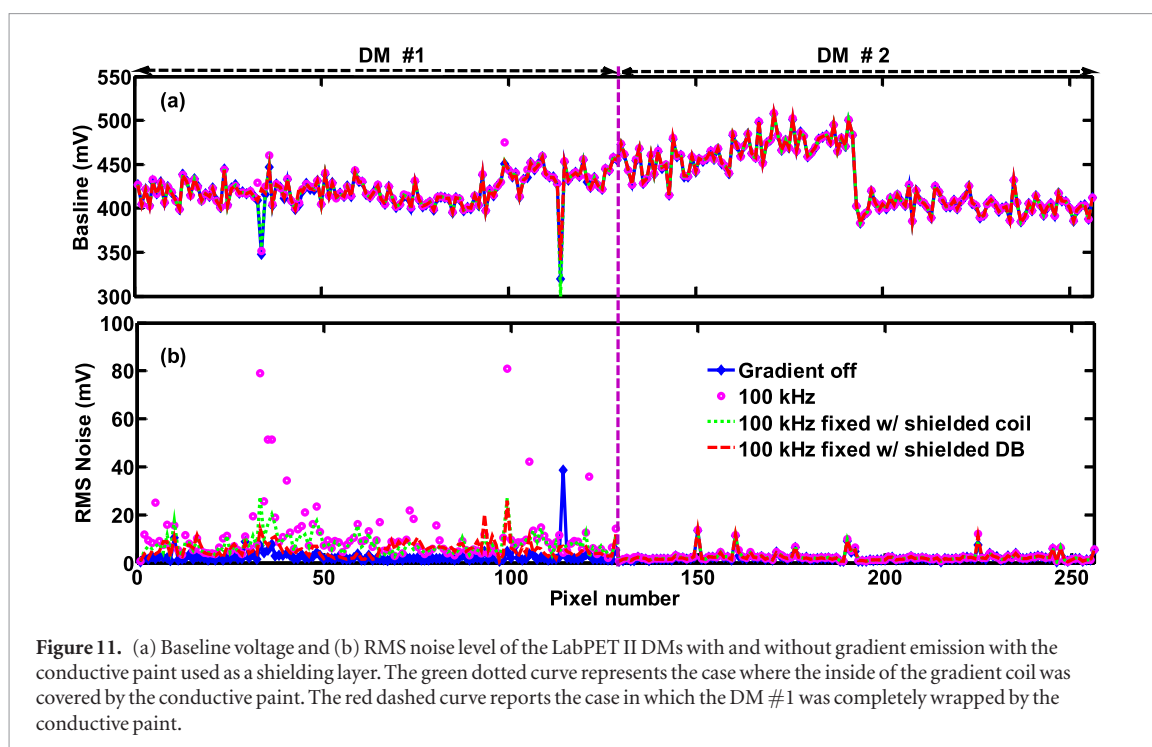 DM #1
DM # 2
(a)
Basline (mV)
550
500
450
400
350
300
(b)
RMS Noise (mV)
100
80
60
40
20
0
Gradient off
100 kHz
100 kHz fixed w/ shielded coil
100 kHz fixed w/ shielded DB
0 50 100 150 200 250
Pixel number
Figure 11. (a) Baseline voltage and (b) RMS noise level of the LabPET II DMs with and without gradient emission with the
conductive paint used as a shielding layer. The green dotted curve represents the case where the inside of the gradient coil was
covered by the conductive paint. The red dashed curve reports the case in which the DM #1 was completely wrapped by the
conductive paint.